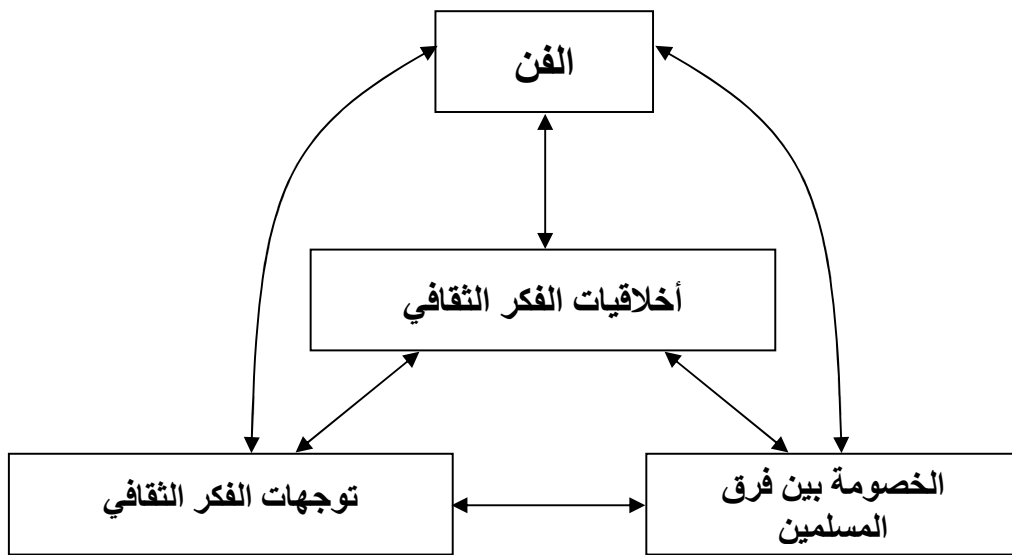 الفن
أخلاقيات الفكر الثقافي
الخصومة بين فرق
المسلمين
توجهات الفكر الثقافي